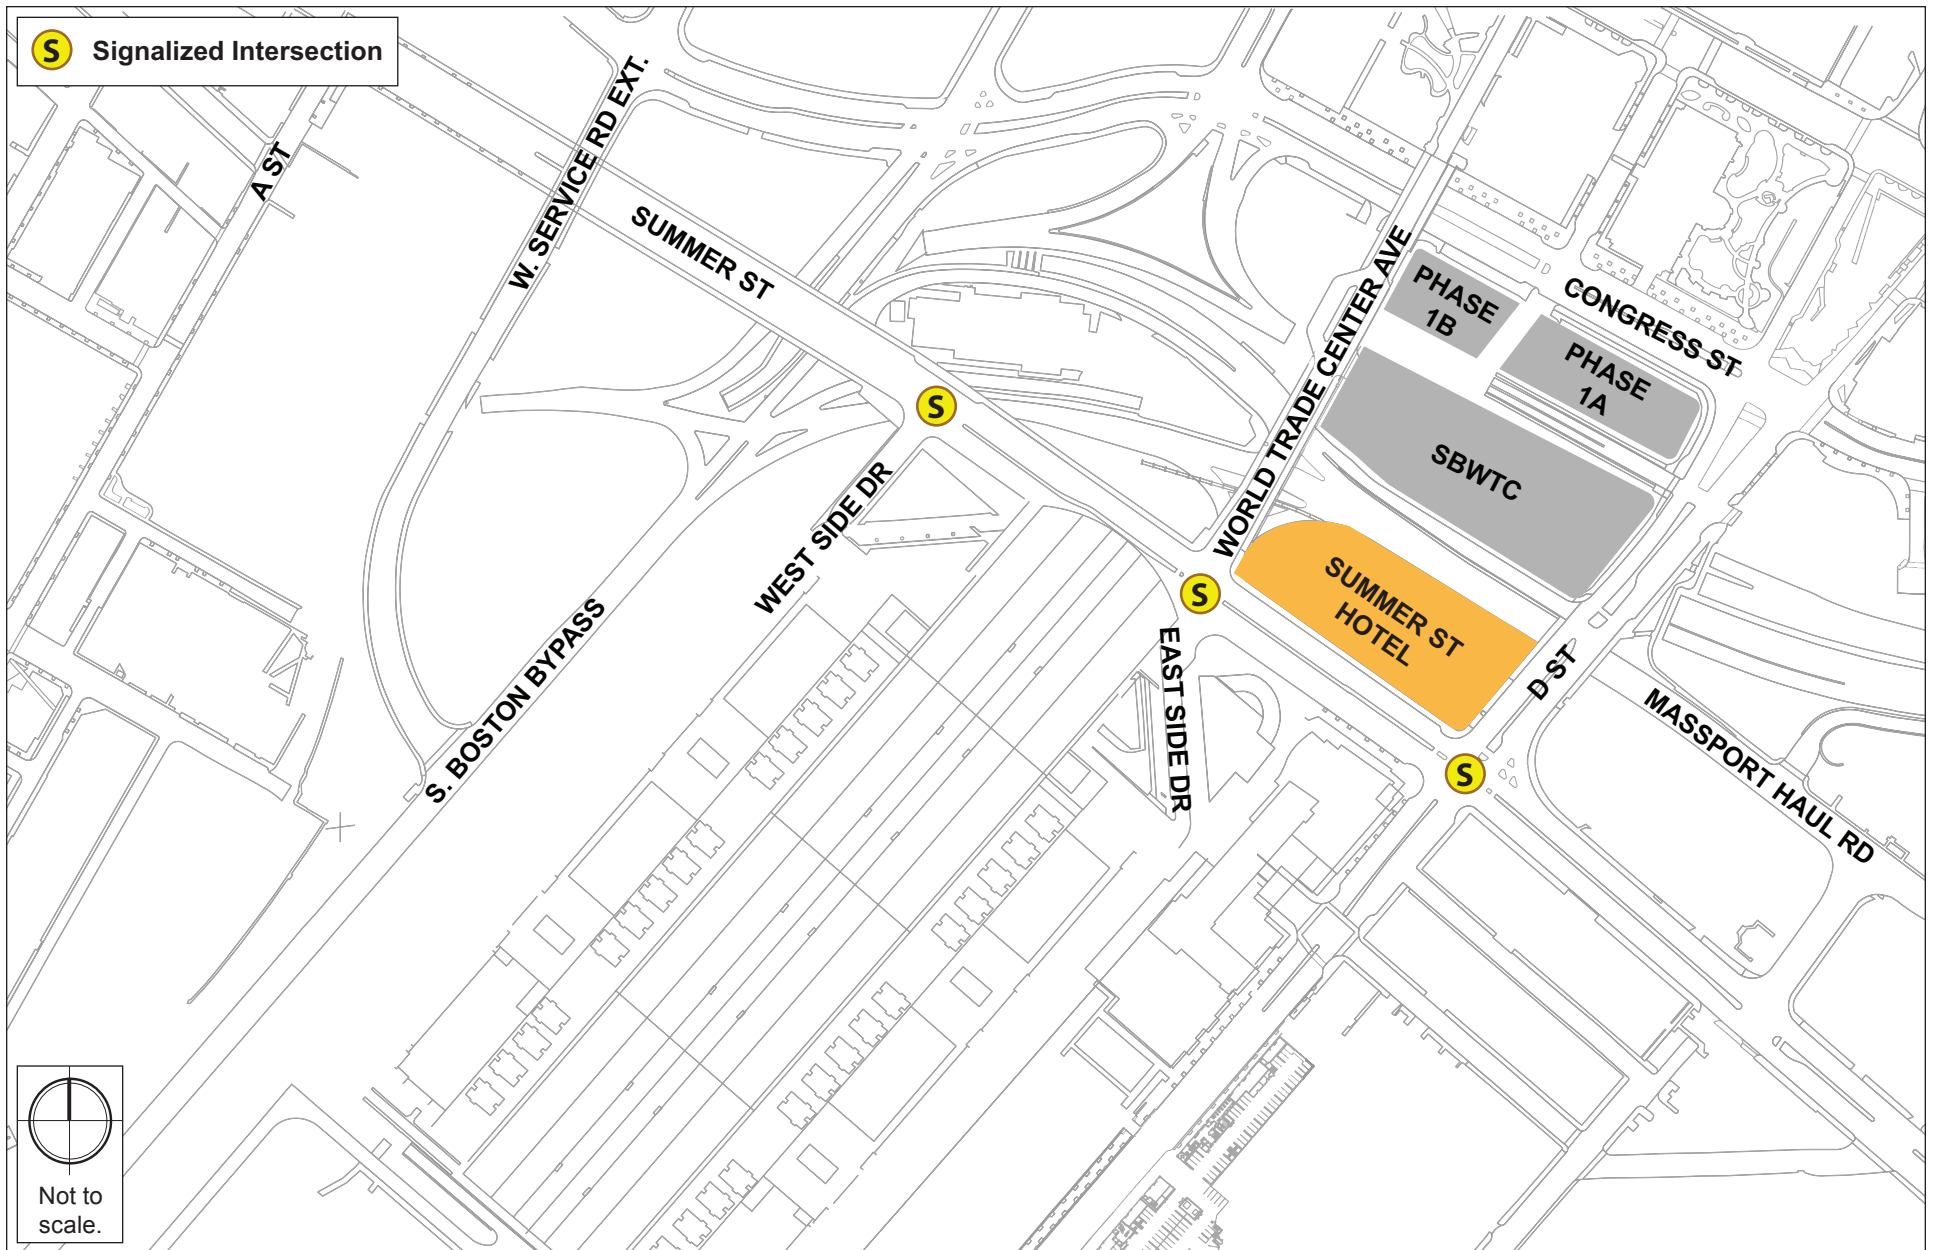 S Signalized Intersection
A ST
W. SERVICE RD EXT.
SUMMER ST
WORLD TRADE CENTER AVE
PHASE
1B
CONGRESS ST
PHASE
1A
SBWTC
S
WEST SIDE DR
S
SUMMER ST
HOTEL
EAST SIDE DR
D ST
S. BOSTON BYPASS
MASSPORT HAUL RD
S
Not to
scale.